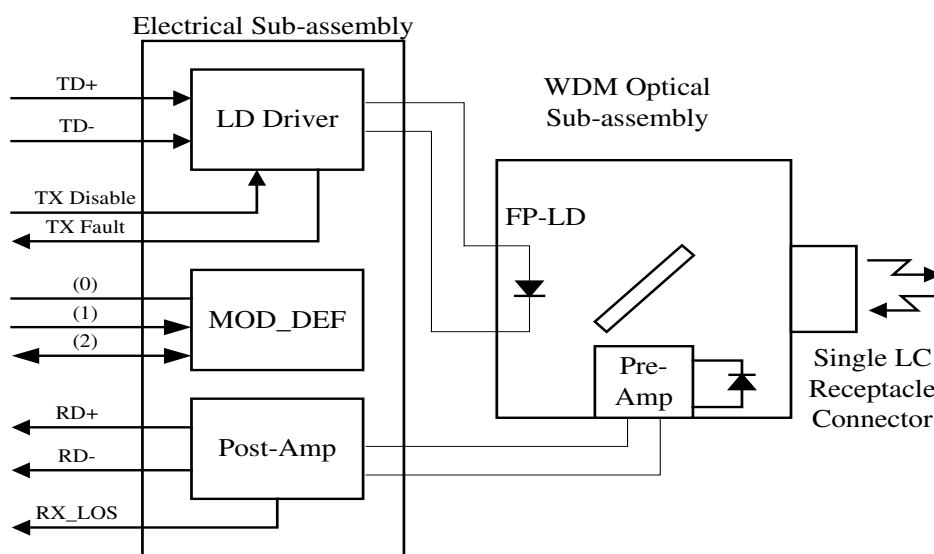 Electrical Sub-assembly
TD+
TD-
LD Driver
TX Disable
TX Fault
(0)
(1)
(2)
MOD_DEF
RD+
RD-
Post-Amp
RX_LOS
WDM Optical
Sub-assembly
FP-LD
Pre-
Amp
Single LC
Receptacle
Connector